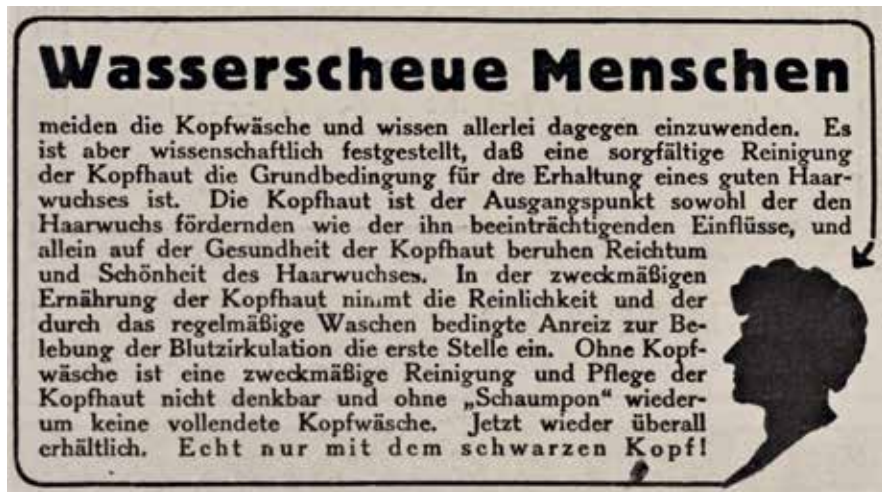 Wasserscheue Menschen
meiden die Kopfwäsche und wissen allerlei dagegen einzuwenden. Es
ist aber wissenschaftlich festgestellt, daß eine sorgfältige Reinigung
der Kopfhaut die Grundbedingung für die Erhaltung eines guten Haar-
wuchses ist. Die Kopfhaut ist der Ausgangspunkt sowohl der den
Haarwuchs fördernden wie der ihn beeinträchtigenden Einflüsse, und
allein auf der Gesundheit der Kopfhaut beruhen Reichtum
und Schönheit des Haarwuchses. In der zweckmäßigen
Ernährung der Kopfhaut nimmt die Reinlichkeit und der
durch das regelmäßige Waschen bedingte Anreiz zur Be-
lebung der Blutzirkulation die erste Stelle ein. Ohne Kopf-
wäsche ist eine zweckmäßige Reinigung und Pflege der
Kopfhaut nicht denkbar und ohne „Schaumpon“ wieder-
um keine vollendete Kopfwäsche. Jetzt wieder überall
erhältlich. Echt nur mit dem schwarzen Kopf!